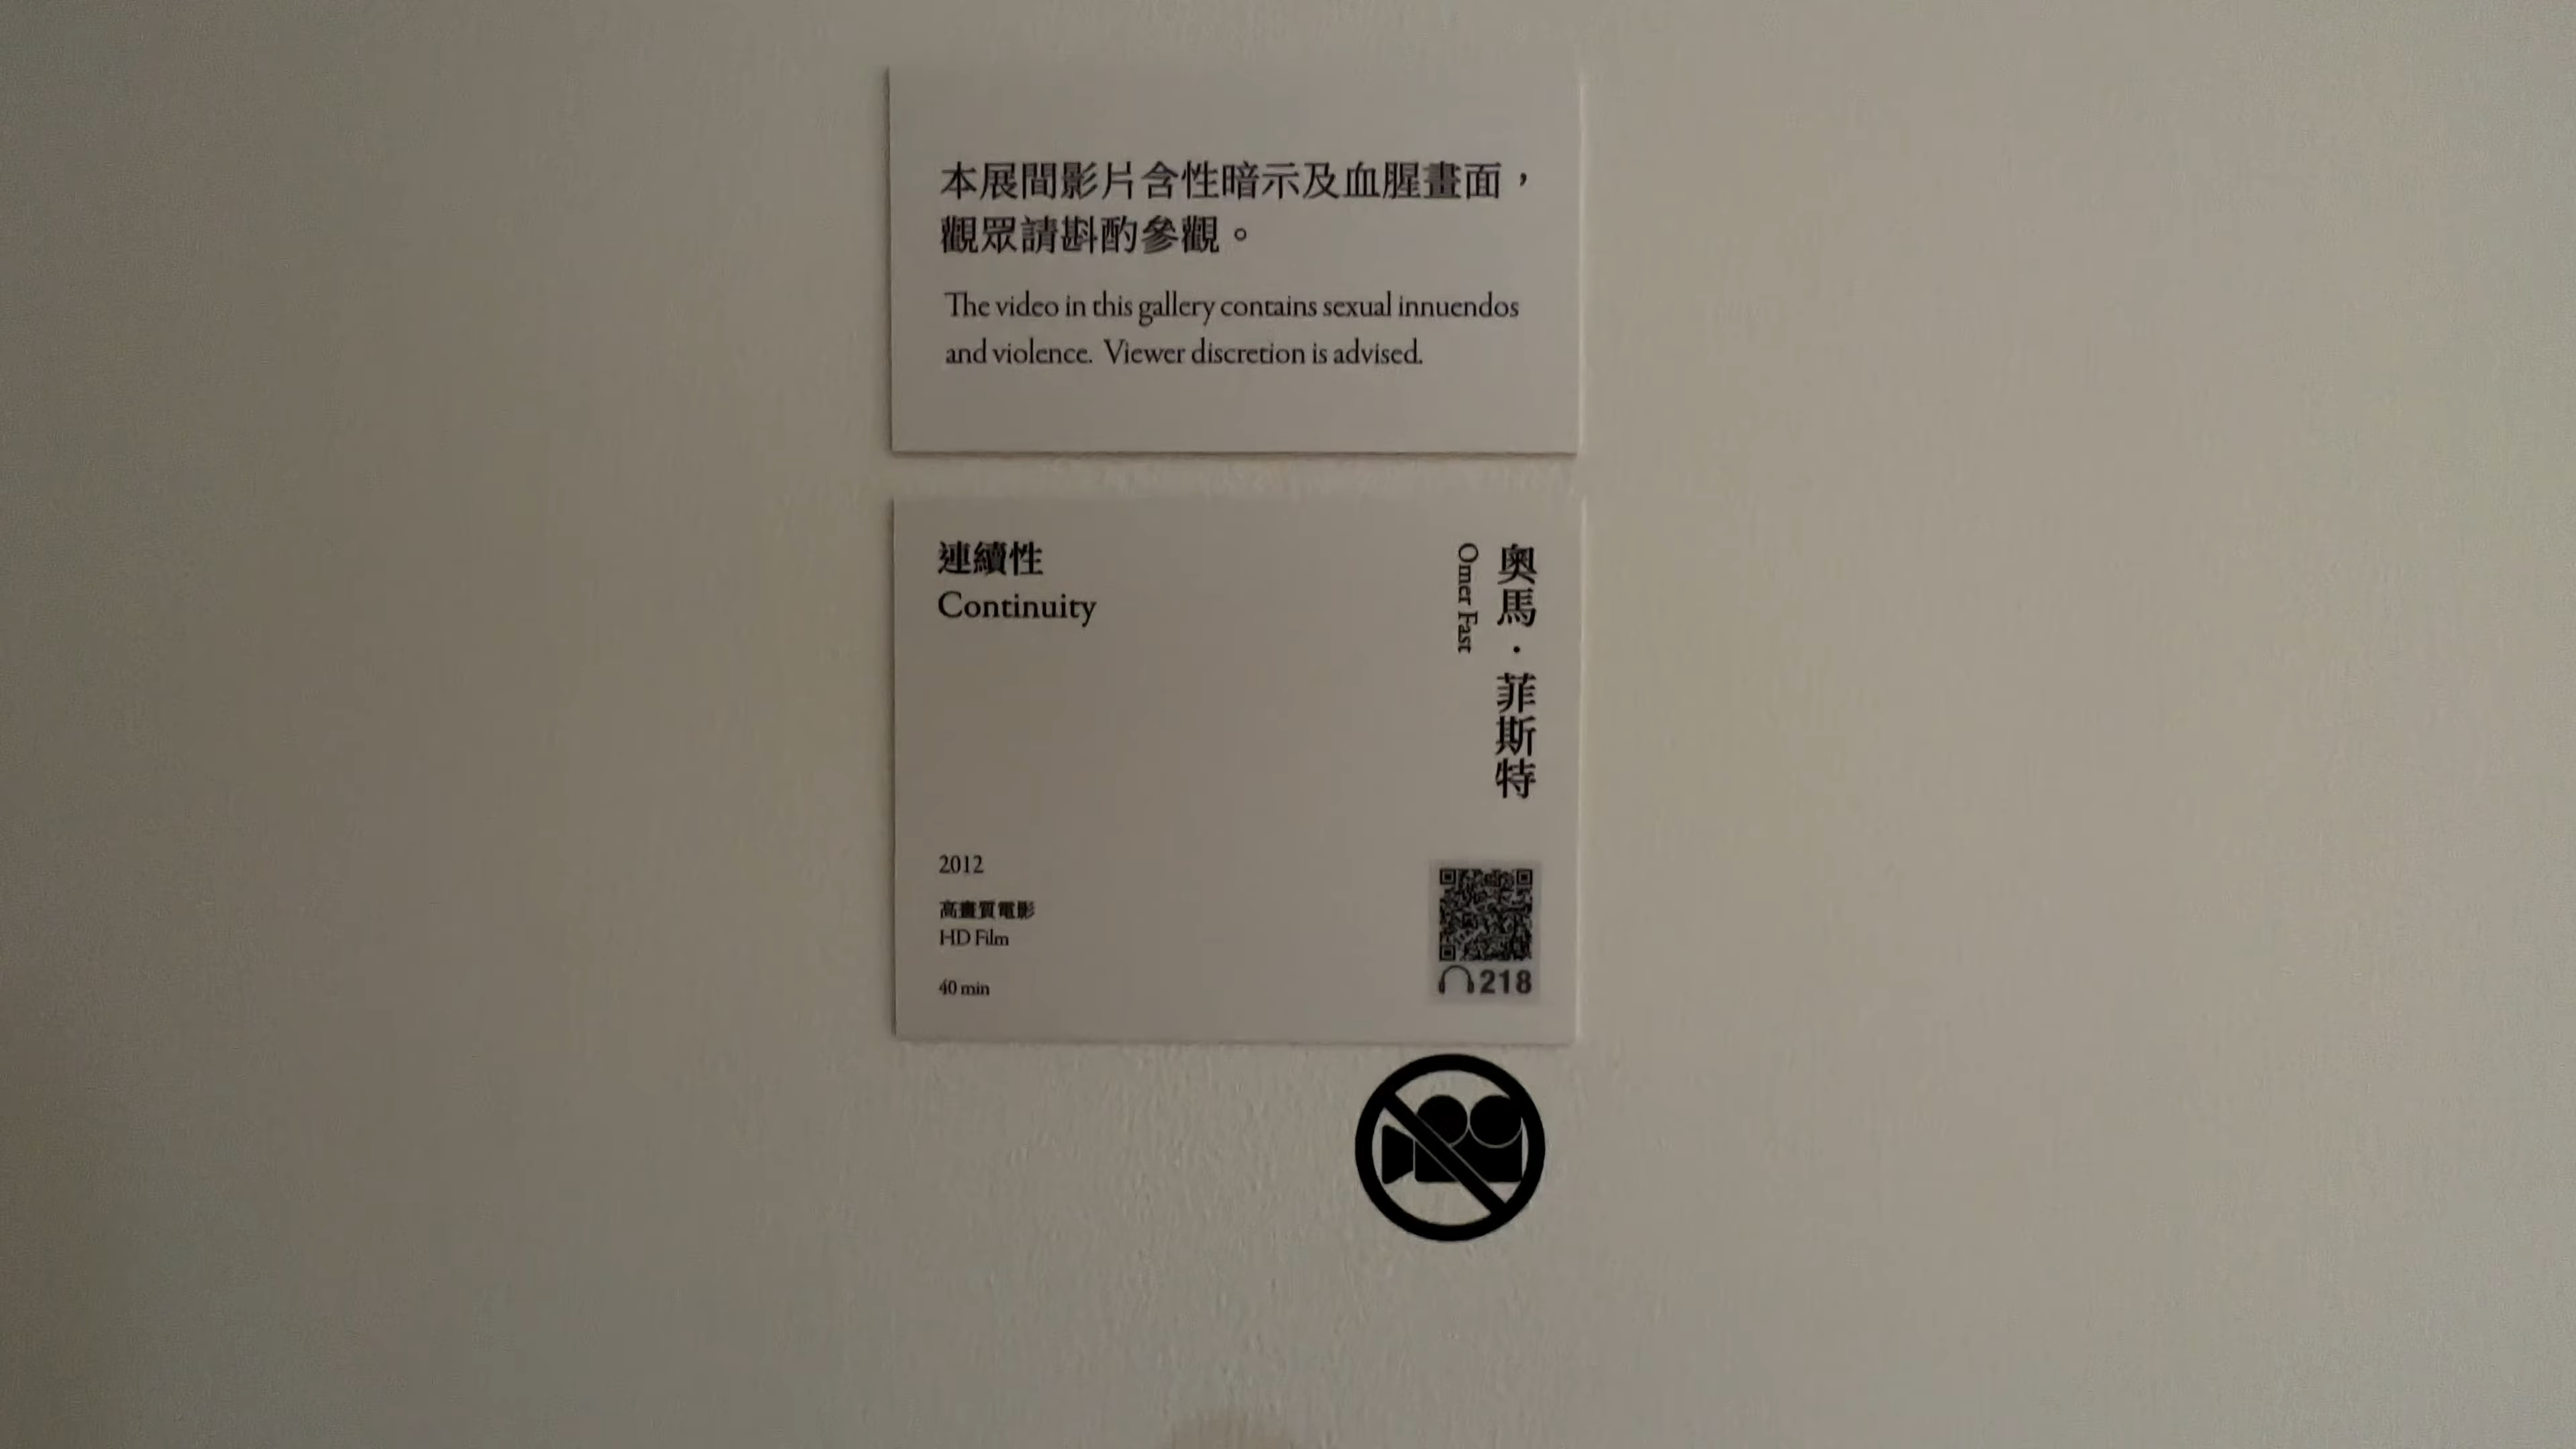 本展間影片含性暗示及血腥畫面，
觀眾請斟酌參觀。
The video in this gallery contains sexual innuendos
and violence. Viewer discretion is advised.
連續性
Continuity
奧馬．菲斯特
Omer Fast
2012
高畫質電影
HD Film
40 min
218